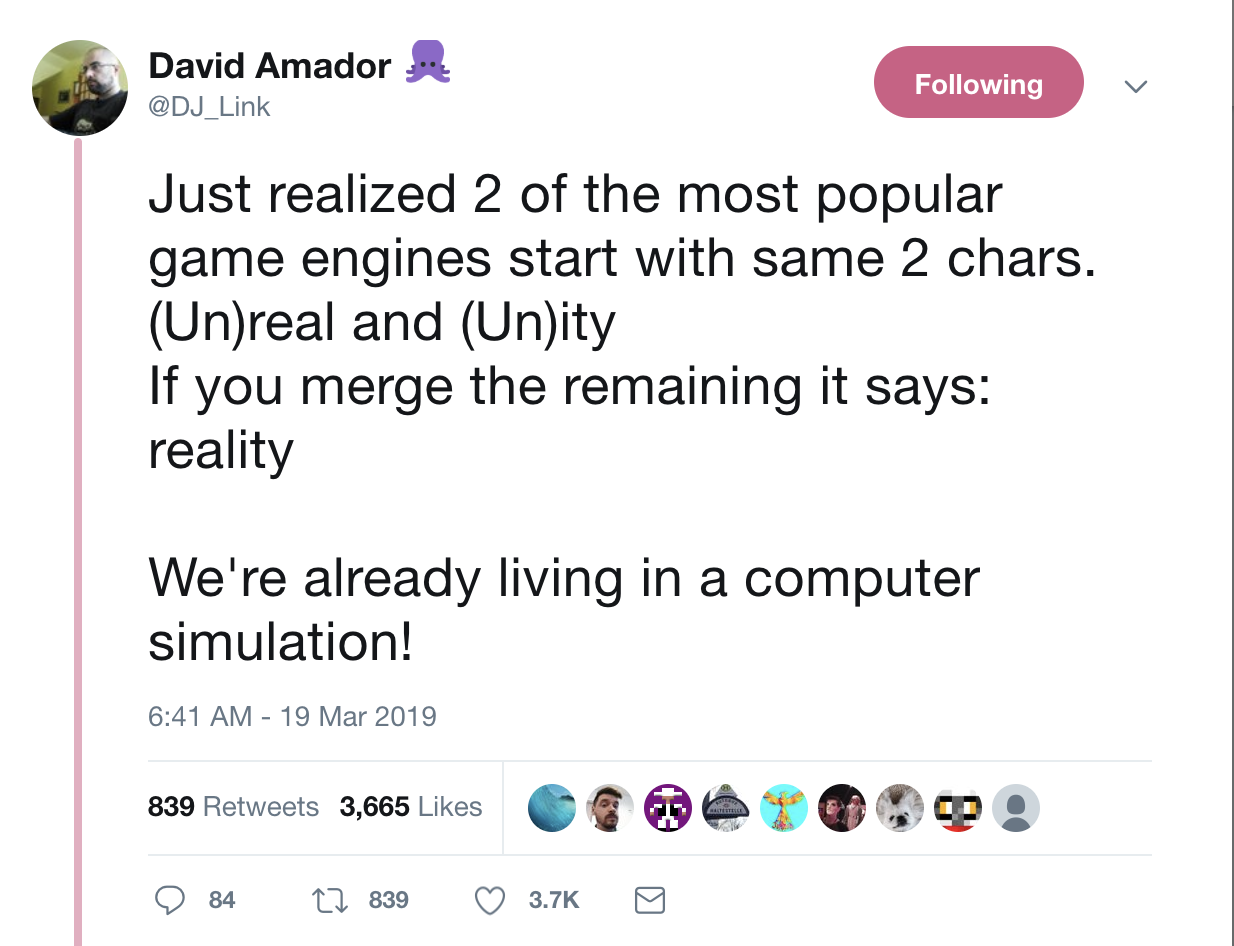 David Amador 🐙
@DJ_Link
Following
Just realized 2 of the most popular
game engines start with same 2 chars.
(Un)real and (Un)ity
If you merge the remaining it says:
reality
We're already living in a computer
simulation!
6:41 AM - 19 Mar 2019
839 Retweets 3,665 Likes
84 839 3.7K